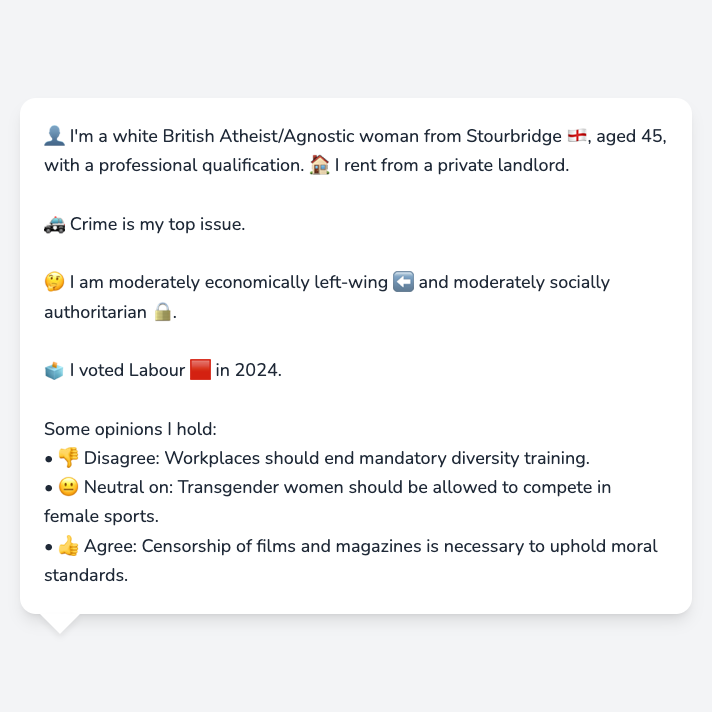 👤 I'm a white British Atheist/Agnostic woman from Stourbridge 🏴󠁧󠁢󠁥󠁮󠁧󠁿, aged 45,
with a professional qualification. 🏠 I rent from a private landlord.
🚓 Crime is my top issue.
🤔 I am moderately economically left-wing ⬅️ and moderately socially
authoritarian 🔒.
🗳️ I voted Labour 🟥 in 2024.
Some opinions I hold:
• 👎 Disagree: Workplaces should end mandatory diversity training.
• 😐 Neutral on: Transgender women should be allowed to compete in
female sports.
• 👍 Agree: Censorship of films and magazines is necessary to uphold moral
standards.